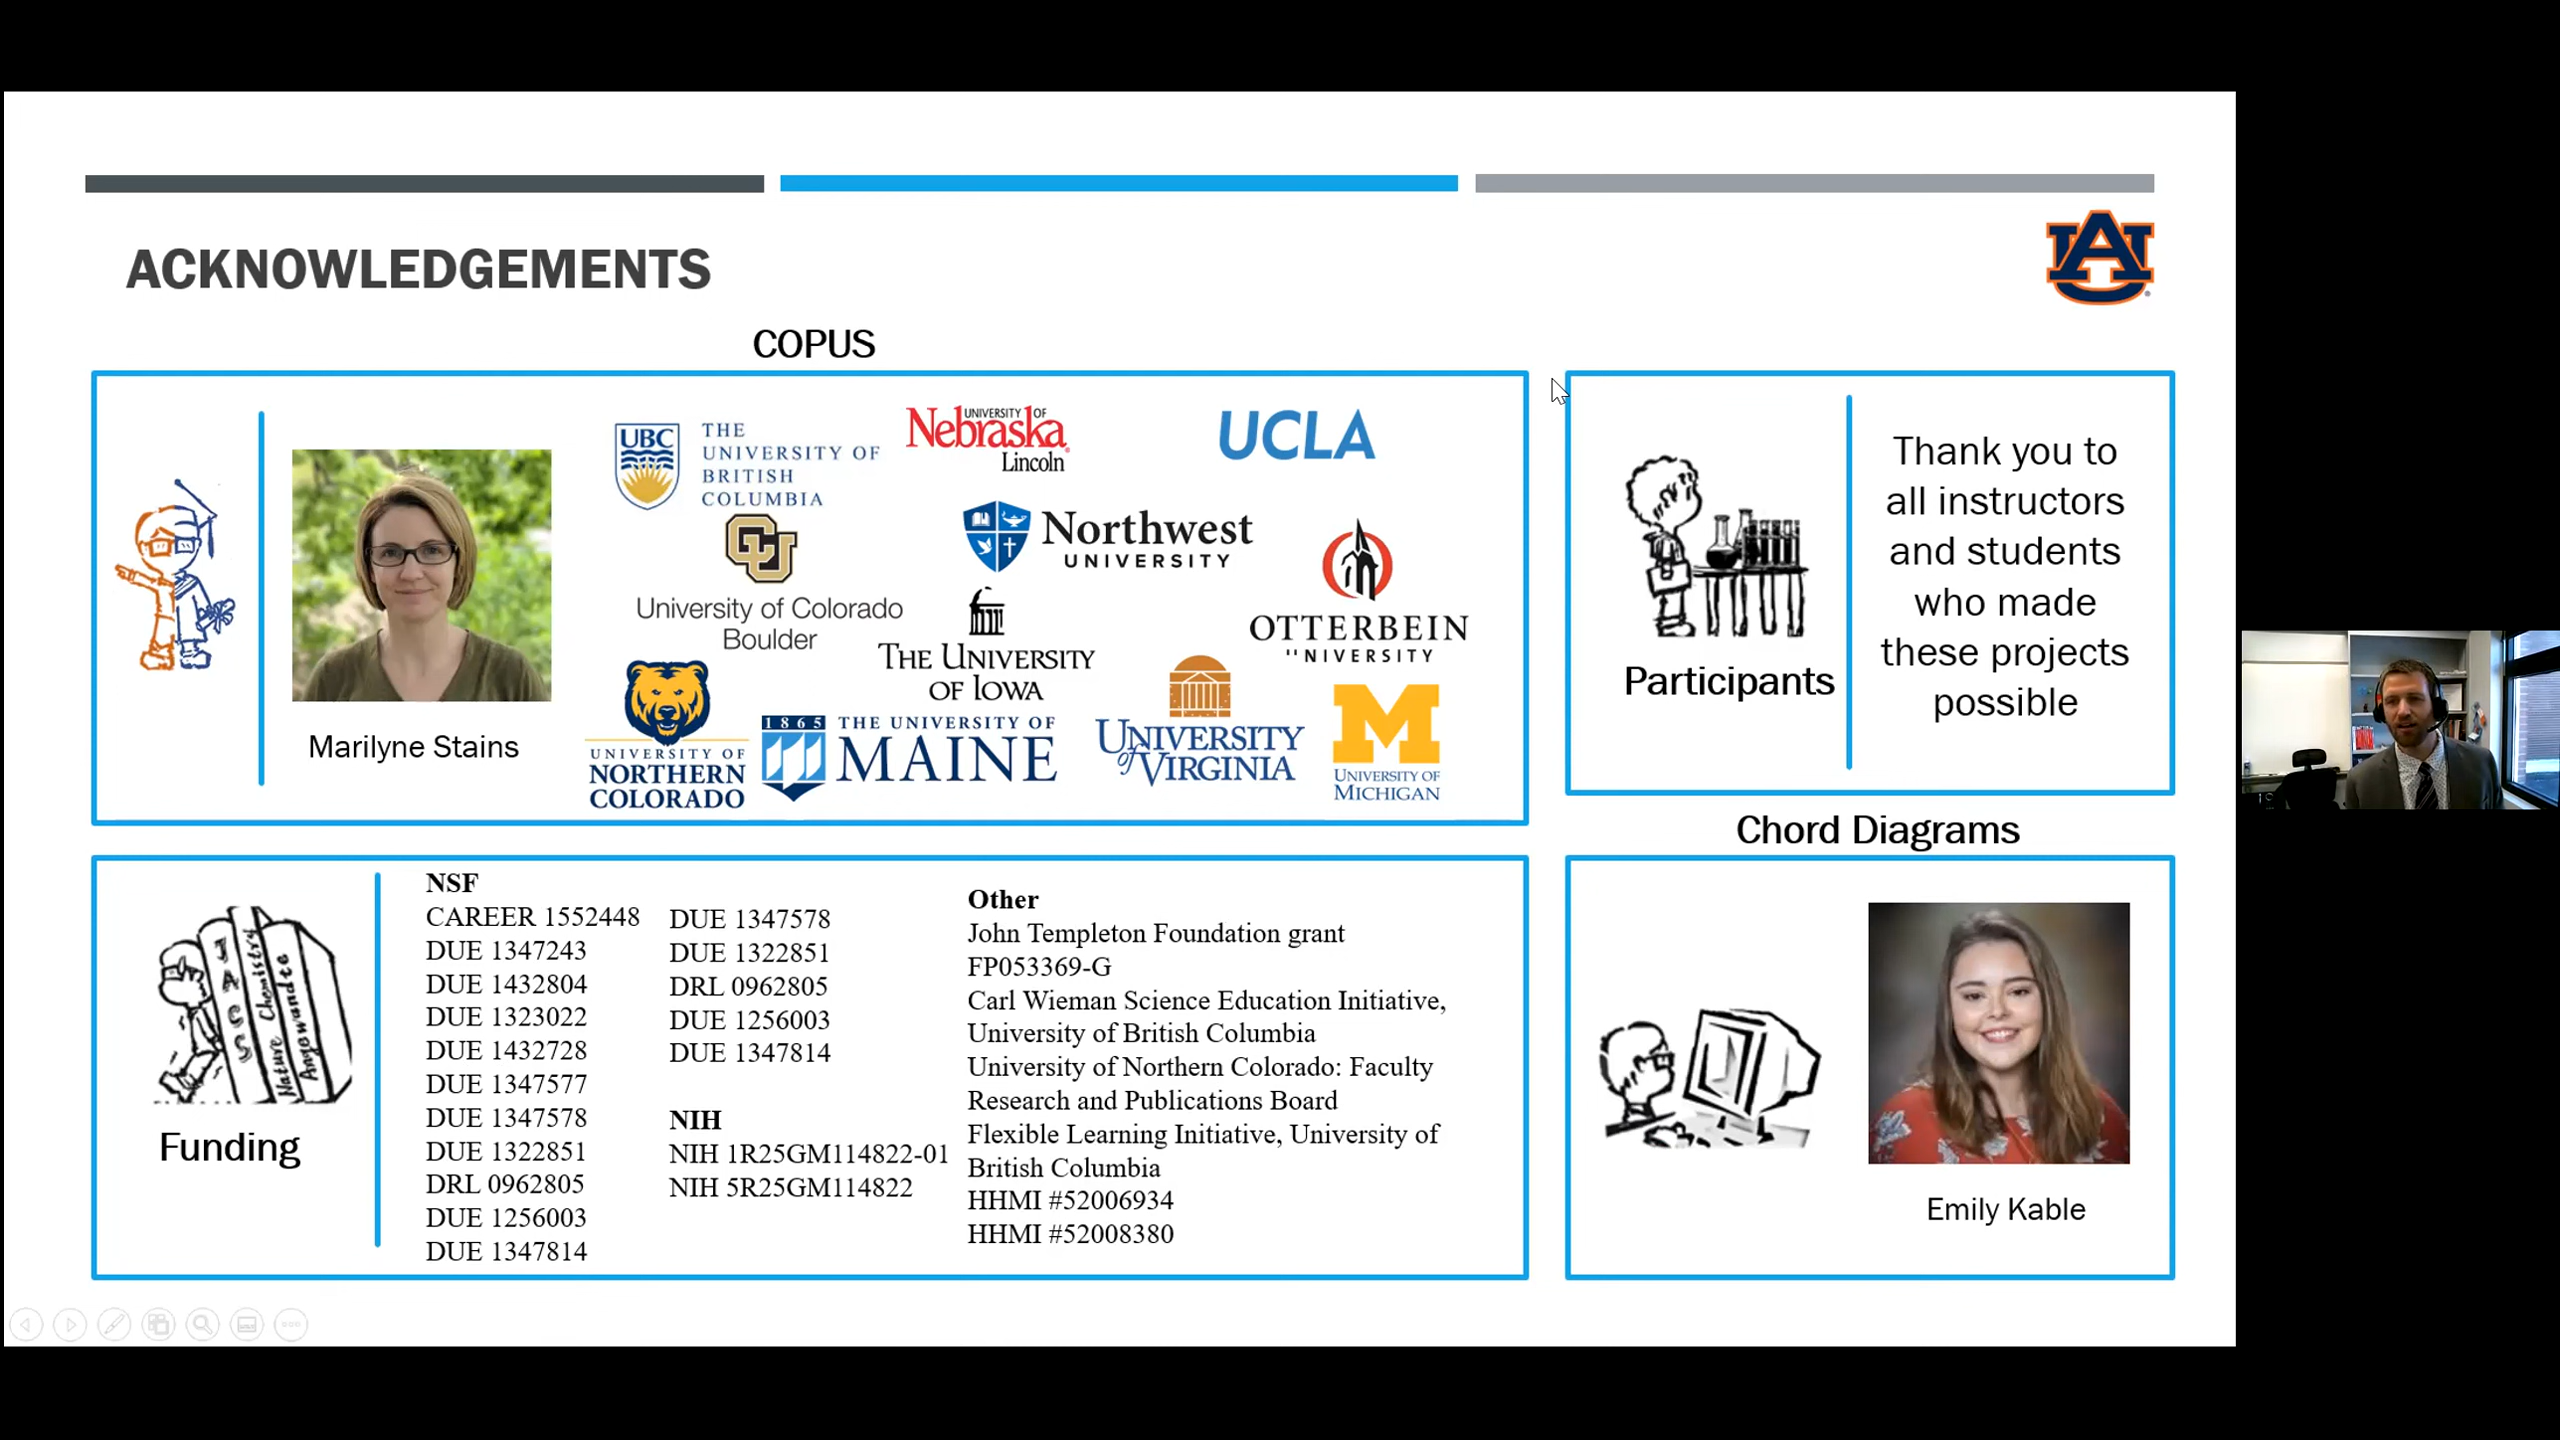 ACKNOWLEDGEMENTS
COPUS
Marilyne Stains
UBC
THE
UNIVERSITY OF
BRITISH
COLUMBIA
UNIVERSITY OF
Nebraska
Lincoln
UCLA
CU
University of Colorado
Boulder
Northwest
UNIVERSITY
OTTERBEIN
"NIVERSITY
THE UNIVERSITY
OF IOWA
UNIVERSITY OF
NORTHERN
COLORADO
1865
THE UNIVERSITY OF
MAINE
UNIVERSITY
of VIRGINIA
M
UNIVERSITY OF
MICHIGAN
Participants
Thank you to
all instructors
and students
who made
these projects
possible
Funding
JACS
Nature Chemistry
Angewandte
NSF
CAREER 1552448
DUE 1347243
DUE 1432804
DUE 1323022
DUE 1432728
DUE 1347577
DUE 1347578
DUE 1322851
DRL 0962805
DUE 1256003
DUE 1347814
DUE 1347578
DUE 1322851
DRL 0962805
DUE 1256003
DUE 1347814
NIH
NIH 1R25GM114822-01
NIH 5R25GM114822
Other
John Templeton Foundation grant
FP053369-G
Carl Wieman Science Education Initiative,
University of British Columbia
University of Northern Colorado: Faculty
Research and Publications Board
Flexible Learning Initiative, University of
British Columbia
HHMI #52006934
HHMI #52008380
Chord Diagrams
Emily Kable